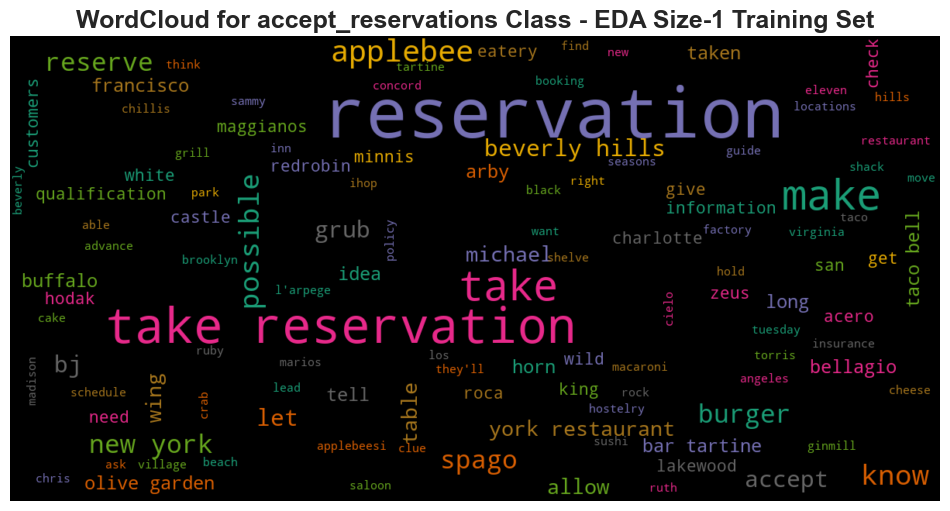 WordCloud for accept_reservations Class - EDA Size-1 Training Set
reserve
think
applebee
eatery
find
new
taken
check
tartine
francisco
concord
booking
eleven
hills
customers
chillis
sammy
locations
reservation
maggianos
restaurant
grill
inn
redrobin
minnis
beverly hills
seasons
guide
shack
move
beverly
white
qualification
park
possible
ihop
arby
black
right
give
information
make
castle
able
grub
policy
want
charlotte
factory
taco
virginia
taco bell
advance
brooklyn
michael
shelve
san
get
buffalo
idea
l'arpege
hold
hodak
take
cielo
zeus
long
acero
cake
take reservation
tuesday
ruby
marios
los
they'll
horn
wild
macaroni
torris
insurance
bj
madison
schedule
wing
crab
lead
tell
roca
king
rock
angeles
bellagio
cheese
need
let
table
hostelry
burger
new york
york restaurant
sushi
bar tartine
ginmill
ask
village
beach
applebeesi
clue
spago
lakewood
accept
know
chris
olive garden
saloon
allow
ruth